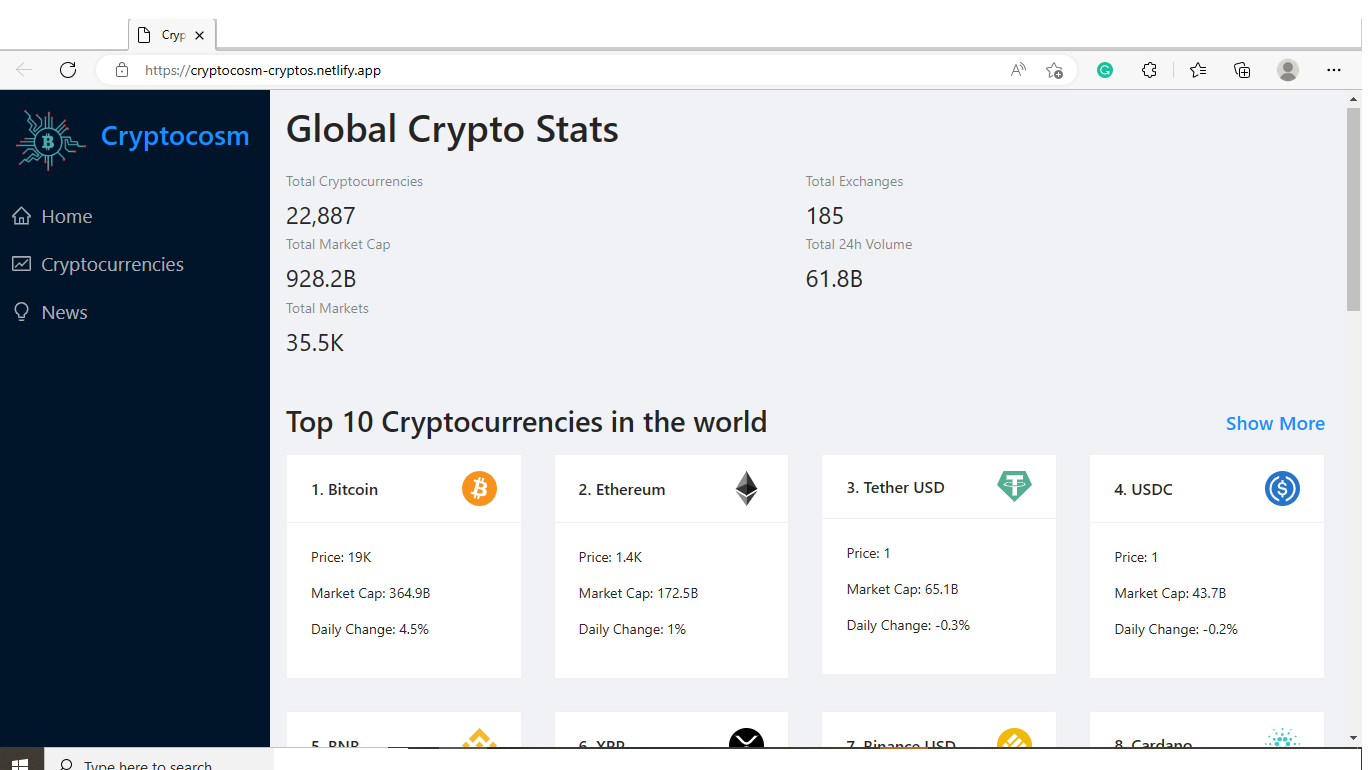 Cryp
https://cryptocosm-cryptos.netlify.app
Cryptocosm
Home
Cryptocurrencies
News
Global Crypto Stats
Total Cryptocurrencies
22,887
Total Exchanges
185
Total Market Cap
928.2B
Total 24h Volume
61.8B
Total Markets
35.5K
Top 10 Cryptocurrencies in the world
Show More
1. Bitcoin
Price: 19K
Market Cap: 364.9B
Daily Change: 4.5%
2. Ethereum
Price: 1.4K
Market Cap: 172.5B
Daily Change: 1%
3. Tether USD
Price: 1
Market Cap: 65.1B
Daily Change: -0.3%
4. USDC
Price: 1
Market Cap: 43.7B
Daily Change: -0.2%
5. BNB
6. XRP
7. Binance USD
8. Cardano
Type here to search